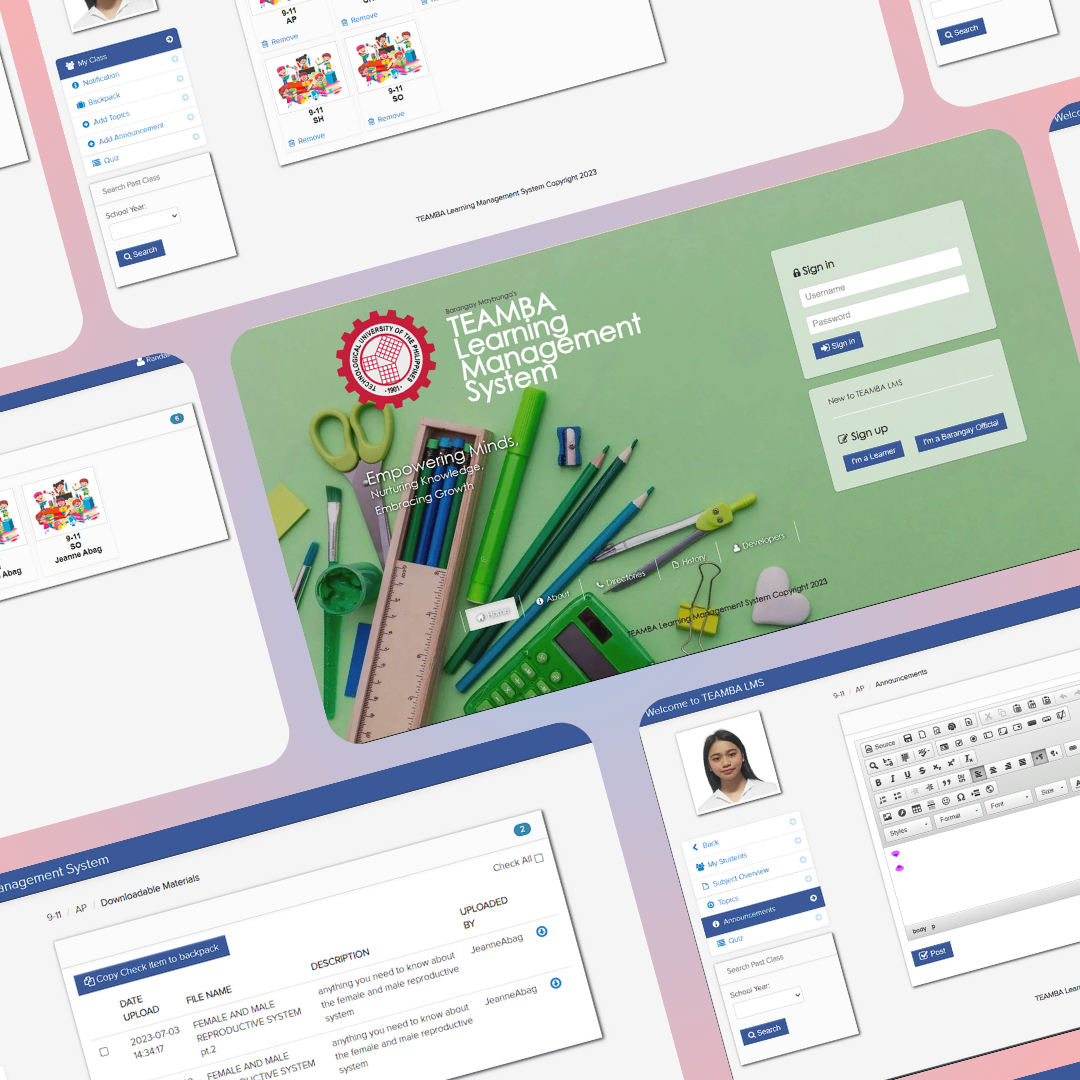 9-11
AP
Remove
Remove
9-11
SH
Remove
9-11
SO
Remove
My Class
Notification
Backpack
Add Topics
Add Announcement
Quiz
Search Past Class
School Year:
Search
TEAMBA Learning Management System Copyright 2023
Search
Barangay Maybunga's
TEAMBA
Learning
Management
System
TECHNOLOGICAL UNIVERSITY OF THE PHILIPPINES
1901
Empowering Minds,
Nurturing Knowledge,
Embracing Growth
Sign in
Username
Password
Sign in
New to TEAMBA LMS
Sign up
I'm a Learner
I'm a Barangay Official
Home
About
Directories
History
Developers
TEAMBA Learning Management System Copyright 2023
6
9-11
SO
Jeanne Abag
Abag
Welcome to TEAMBA LMS
9-11 / AP / Announcements
Back
My Students
Subject Overview
Topics
Announcements
Quiz
Search Past Class
School Year:
Search
Source
Styles
Format
Font
Size
body p
Post
anagement System
9-11 / AP / Downloadable Materials
2
Check All
Copy Check item to backpack
DATE
UPLOAD
FILE NAME
DESCRIPTION
UPLOADED
BY
2023-07-03
14:34:17
FEMALE AND MALE
REPRODUCTIVE SYSTEM
pt.2
anything you need to know about
the female and male reproductive
system
JeanneAbag
FEMALE AND MALE
anything you need to know about
the female and male reproductive
system
JeanneAbag